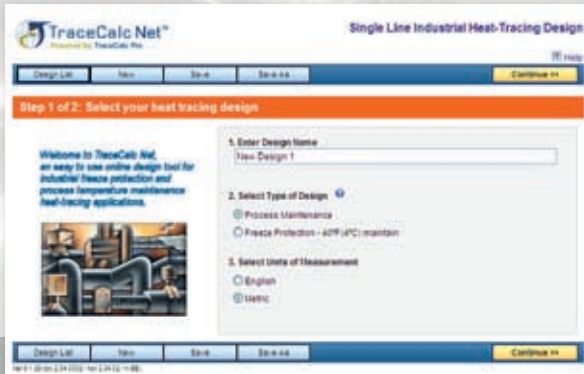 TraceCalc Net™
Powered by TraceCalc Pro
Single Line Industrial Heat-Tracing Design
Help
Design List New Save Save As Continue >>
Step 1 of 2: Select your heat tracing design
Welcome to TraceCalc Net,
an easy to use online design tool for
industrial freeze protection and
process temperature maintenance
heat-tracing applications.
1. Enter Design Name
New Design 1
2. Select Type of Design
Process Maintenance
Freeze Protection - 40°F (4°C) maintain
3. Select Units of Measurement
English
Metric
Design List New Save Save As Continue >>